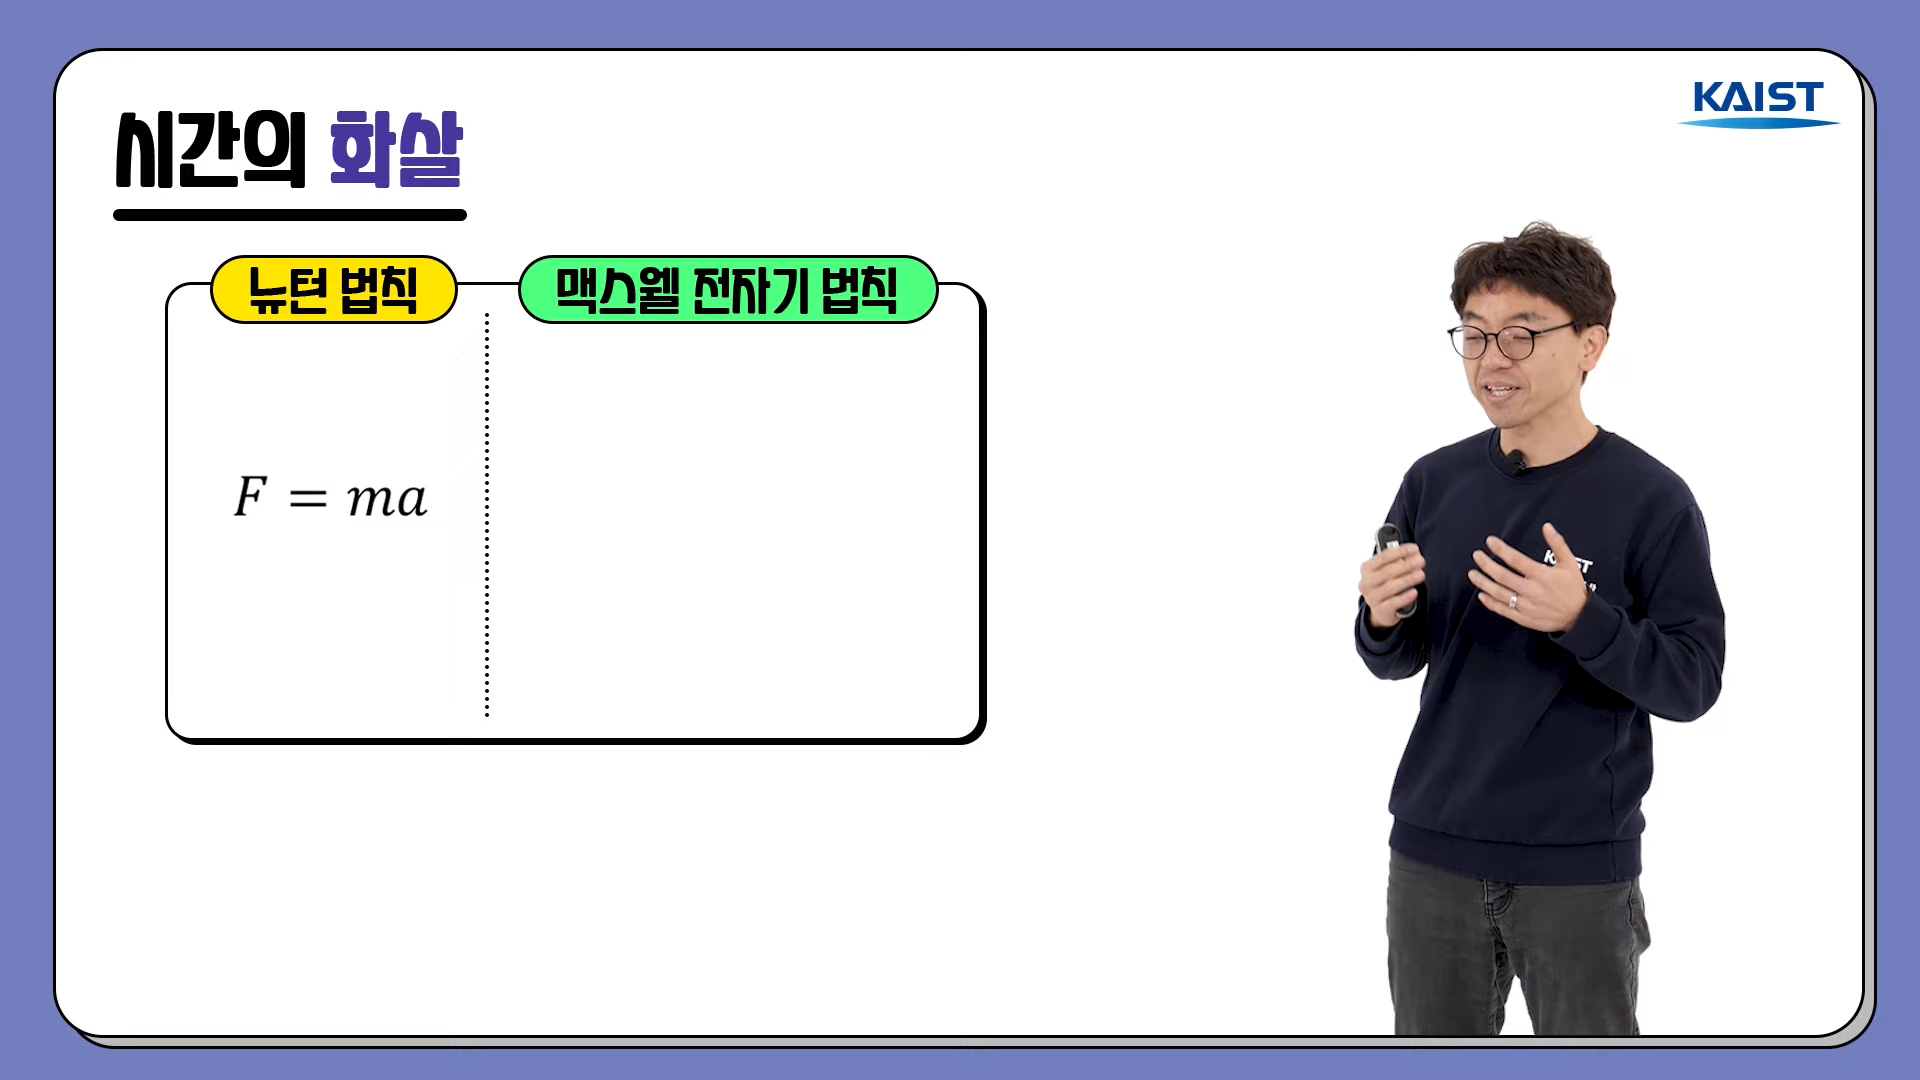 KAIST
시간의 화살
뉴턴 법칙
맥스웰 전자기 법칙
F = ma